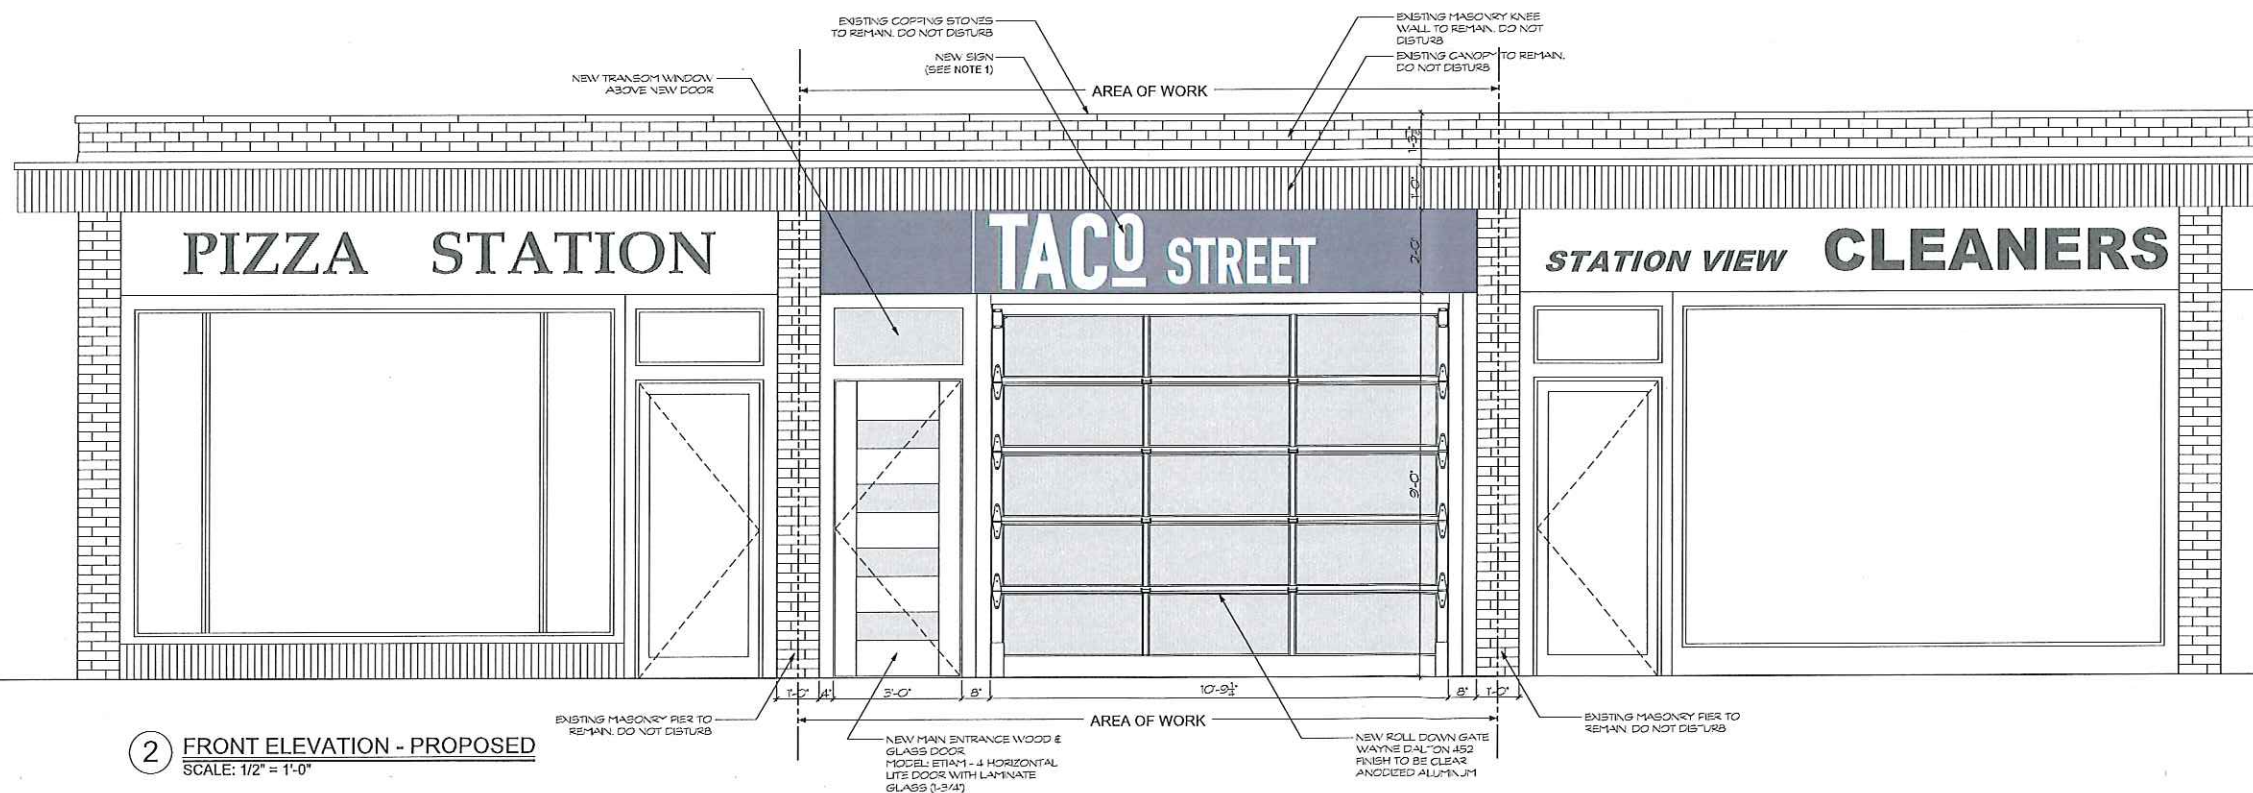 EXISTING COPPING STONES
TO REMAIN. DO NOT DISTURB
EXISTING MASONRY KNEE
WALL TO REMAIN. DO NOT
DISTURB
NEW SIGN
(SEE NOTE 1)
EXISTING CANOPY TO REMAIN.
DO NOT DISTURB
NEW TRANSOM WINDOW
ABOVE NEW DOOR
AREA OF WORK
1'-3½"
1'-0"
PIZZA STATION
TACO STREET
2'-0"
STATION VIEW CLEANERS
9'-0"
1'-0"
4"
3'-0"
8"
10'-9¼"
8"
1'-0"
EXISTING MASONRY PIER TO
REMAIN. DO NOT DISTURB
AREA OF WORK
EXISTING MASONRY PIER TO
REMAIN. DO NOT DISTURB
2
FRONT ELEVATION - PROPOSED
SCALE: 1/2" = 1'-0"
NEW MAIN ENTRANCE WOOD &
GLASS DOOR
MODEL: ETIAM - 4 HORIZONTAL
LITE DOOR WITH LAMINATE
GLASS (1-3/4")
NEW ROLL DOWN GATE
WAYNE DALTON 452
FINISH TO BE CLEAR
ANODIZED ALUMINUM